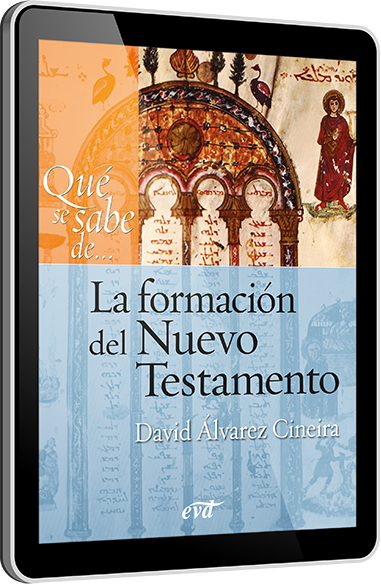 Qué
se sabe
de...
La formación
del Nuevo
Testamento
David Álvarez Cineira
evd